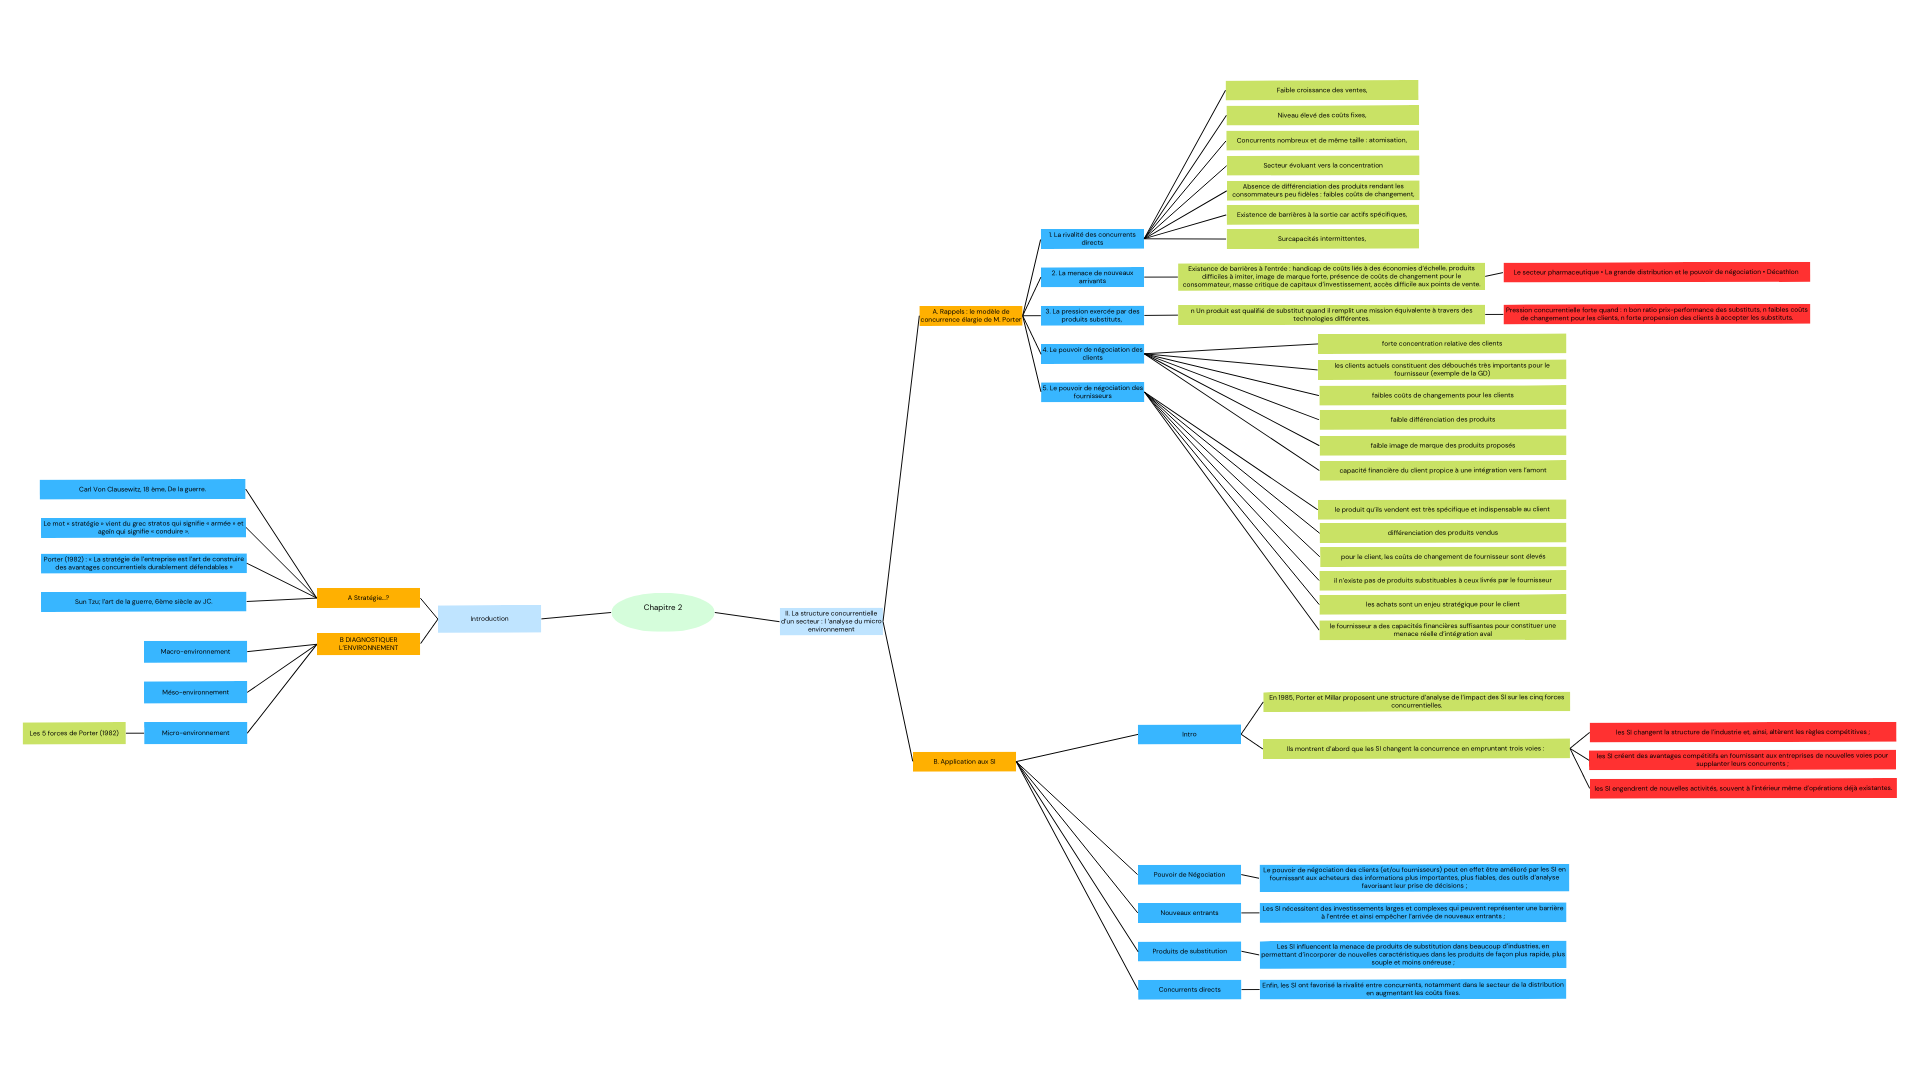 Chapitre 2
Introduction
A Stratégie...?
Carl Von Clausewitz, 18 ème, De la guerre.
Le mot « stratégie » vient du grec stratos qui signifie « armée » et
ageîn qui signifie « conduire ».
Porter (1982) : « La stratégie de l'entreprise est l'art de construire
des avantages concurrentiels durablement défendables »
Sun Tzu; l'art de la guerre, 6ème siècle av JC.
B DIAGNOSTIQUER
L'ENVIRONNEMENT
Macro-environnement
Méso-environnement
Micro-environnement
Les 5 forces de Porter (1982)
II. La structure concurrentielle
d'un secteur : l 'analyse du micro
environnement
A. Rappels : le modèle de
concurrence élargie de M. Porter
1. La rivalité des concurrents
directs
Faible croissance des ventes,
Niveau élevé des coûts fixes,
Concurrents nombreux et de même taille : atomisation,
Secteur évoluant vers la concentration
Absence de différenciation des produits rendant les
consommateurs peu fidèles : faibles coûts de changement,
Existence de barrières à la sortie car actifs spécifiques,
Surcapacités intermittentes,
2. La menace de nouveaux
arrivants
Existence de barrières à l'entrée : handicap de coûts liés à des économies d'échelle, produits
difficiles à imiter, image de marque forte, présence de coûts de changement pour le
consommateur, masse critique de capitaux d'investissement, accès difficile aux points de vente.
Le secteur pharmaceutique • La grande distribution et le pouvoir de négociation • Décathlon
3. La pression exercée par des
produits substituts,
n Un produit est qualifié de substitut quand il remplit une mission équivalente à travers des
technologies différentes.
Pression concurrentielle forte quand : n bon ratio prix-performance des substituts, n faibles coûts
de changement pour les clients, n forte propension des clients à accepter les substituts.
4. Le pouvoir de négociation des
clients
forte concentration relative des clients
les clients actuels constituent des débouchés très importants pour le
fournisseur (exemple de la GD)
faibles coûts de changements pour les clients
faible différenciation des produits
faible image de marque des produits proposés
capacité financière du client propice à une intégration vers l'amont
5. Le pouvoir de négociation des
fournisseurs
le produit qu'ils vendent est très spécifique et indispensable au client
différenciation des produits vendus
pour le client, les coûts de changement de fournisseur sont élevés
il n'existe pas de produits substituables à ceux livrés par le fournisseur
les achats sont un enjeu stratégique pour le client
le fournisseur a des capacités financières suffisantes pour constituer une
menace réelle d'intégration aval
B. Application aux SI
Intro
En 1985, Porter et Millar proposent une structure d'analyse de l'impact des SI sur les cinq forces
concurrentielles.
Ils montrent d'abord que les SI changent la concurrence en empruntant trois voies :
les SI changent la structure de l'industrie et, ainsi, altèrent les règles compétitives ;
les SI créent des avantages compétitifs en fournissant aux entreprises de nouvelles voies pour
supplanter leurs concurrents ;
les SI engendrent de nouvelles activités, souvent à l'intérieur même d'opérations déjà existantes.
Pouvoir de Négociation
Le pouvoir de négociation des clients (et/ou fournisseurs) peut en effet être amélioré par les SI en
fournissant aux acheteurs des informations plus importantes, plus fiables, des outils d'analyse
favorisant leur prise de décisions ;
Nouveaux entrants
Les SI nécessitent des investissements larges et complexes qui peuvent représenter une barrière
à l'entrée et ainsi empêcher l'arrivée de nouveaux entrants ;
Produits de substitution
Les SI influencent la menace de produits de substitution dans beaucoup d'industries, en
permettant d'incorporer de nouvelles caractéristiques dans les produits de façon plus rapide, plus
souple et moins onéreuse ;
Concurrents directs
Enfin, les SI ont favorisé la rivalité entre concurrents, notamment dans le secteur de la distribution
en augmentant les coûts fixes.